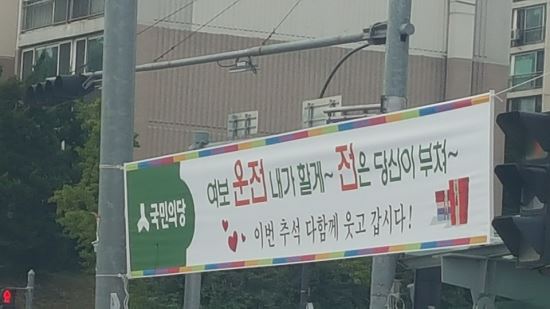 국민의당
여보 운전 내가 할게~ 전은 당신이 부쳐~
이번 추석 다함께 웃고 갑시다!